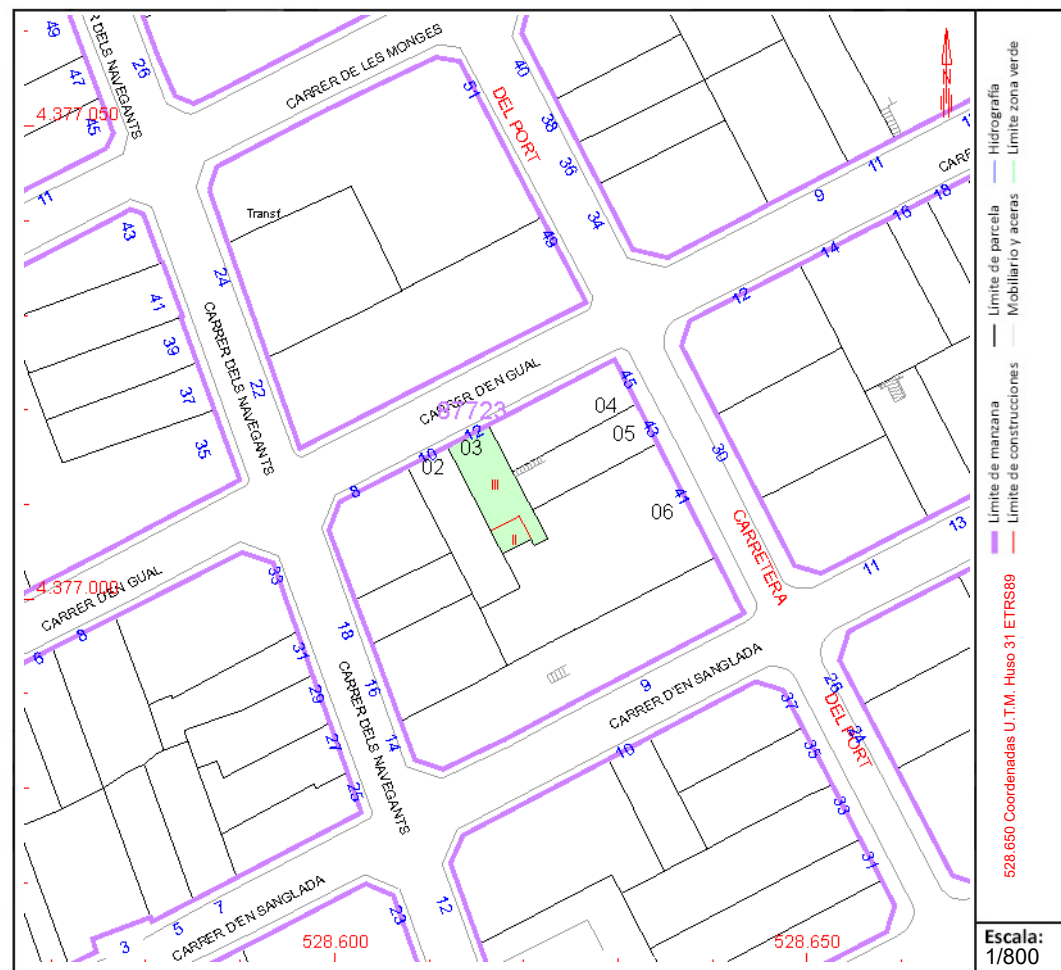 49
47
45
11
DELS NAVEGANTS
26
4.377.050
CARRER DE LES MONGES
51
DEL PORT
40
38
36
34
9
11
CARR
12
14
16
18
43
41
39
37
35
Transf
24
22
CARRER DELS NAVEGANTS
49
CARRER D'EN GUAL
87723
8
10
12
02
03
III
II
04
05
06
45
43
41
30
CARRETERA
11
13
4.377.000
CARRER D'EN GUAL
6
8
33
31
29
27
25
18
16
14
CARRER DELS NAVEGANTS
9
CARRER D'EN SANGLADA
10
37
35
33
31
26
24
DEL PORT
3
5
7
CARRER D'EN SANGLADA
23
12
528.600
528.650
N
Hidrografía
Límite zona verde
Límite de parcela
Mobiliario y aceras
Límite de manzana
Límite de construcciones
528.650 Coordenadas U.T.M. Huso 31 ETRS89
Escala:
1/800